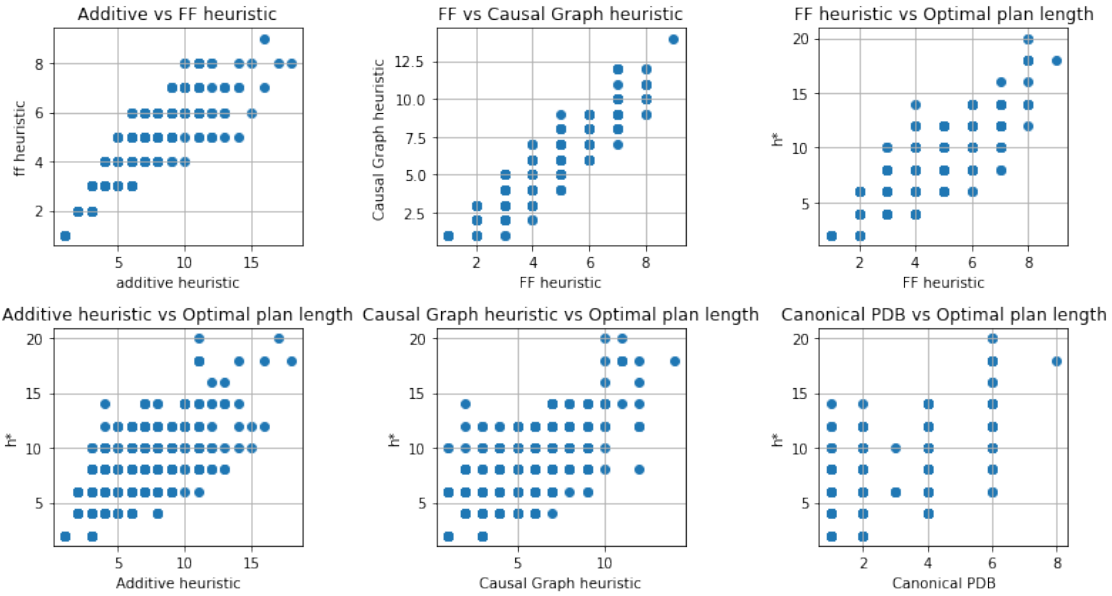 Additive vs FF heuristic
ff heuristic
8
6
4
2
5
10
15
additive heuristic
FF vs Causal Graph heuristic
Causal Graph heuristic
12.5
10.0
7.5
5.0
2.5
2
4
6
8
FF heuristic
FF heuristic vs Optimal plan length
h*
20
15
10
5
2
4
6
8
FF heuristic
Additive heuristic vs Optimal plan length
h*
20
15
10
5
5
10
15
Additive heuristic
Causal Graph heuristic vs Optimal plan length
h*
20
15
10
5
5
10
Causal Graph heuristic
Canonical PDB vs Optimal plan length
h*
20
15
10
5
2
4
6
8
Canonical PDB